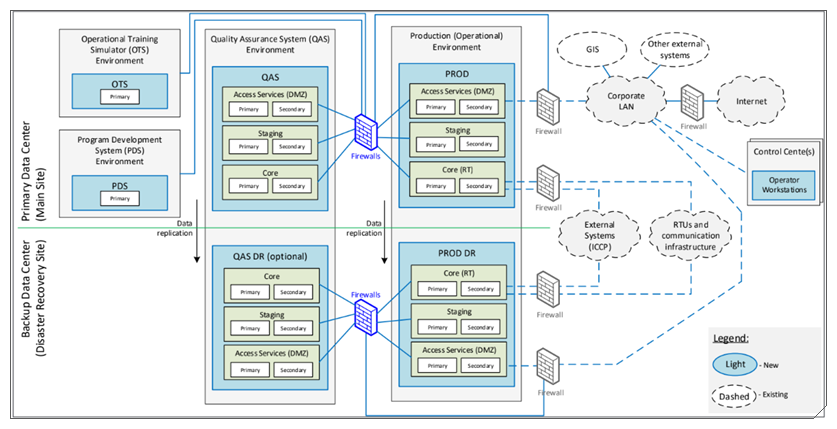 Primary Data Center
(Main Site)
Backup Data Center
(Disaster Recovery Site)
Operational Training
Simulator (OTS)
Environment
OTS
Primary
Program Development
System (PDS)
Environment
PDS
Primary
Data
replication
Quality Assurance System (QAS)
Environment
QAS
Access Services (DMZ)
Primary
Secondary
Staging
Primary
Secondary
Core
Primary
Secondary
Firewalls
Data
replication
Production (Operational)
Environment
PROD
Access Services (DMZ)
Primary
Secondary
Staging
Primary
Secondary
Core (RT)
Primary
Secondary
Firewall
Firewall
GIS
Other external
systems
Corporate
LAN
Firewall
Internet
Control Cente(s)
Operator
Workstations
External
Systems
(ICCP)
RTUs and
communication
infrastructure
QAS DR (optional)
Core
Primary
Secondary
Staging
Primary
Secondary
Access Services (DMZ)
Primary
Secondary
Firewalls
PROD DR
Core (RT)
Primary
Secondary
Staging
Primary
Secondary
Access Services (DMZ)
Primary
Secondary
Firewall
Firewall
Legend:
Light - New
Dashed - Existing